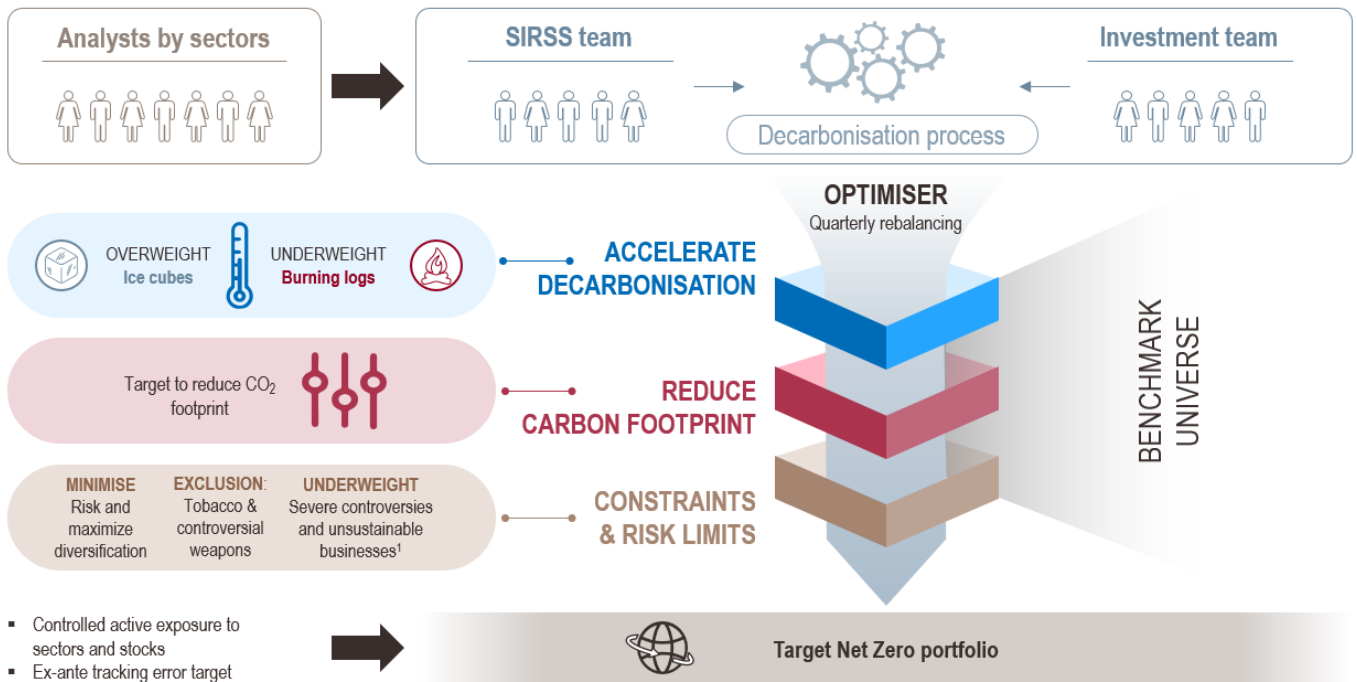 Analysts by sectors
SIRSS team
Investment team
Decarbonisation process
OPTIMISER
Quarterly rebalancing
OVERWEIGHT
Ice cubes
UNDERWEIGHT
Burning logs
ACCELERATE
DECARBONISATION
Target to reduce CO₂
footprint
REDUCE
CARBON FOOTPRINT
MINIMISE
Risk and
maximize
diversification
EXCLUSION:
Tobacco &
controversial
weapons
UNDERWEIGHT
Severe controversies
and unsustainable
businesses¹
CONSTRAINTS
& RISK LIMITS
BENCHMARK
UNIVERSE
▪ Controlled active exposure to
sectors and stocks
▪ Ex-ante tracking error target
Target Net Zero portfolio